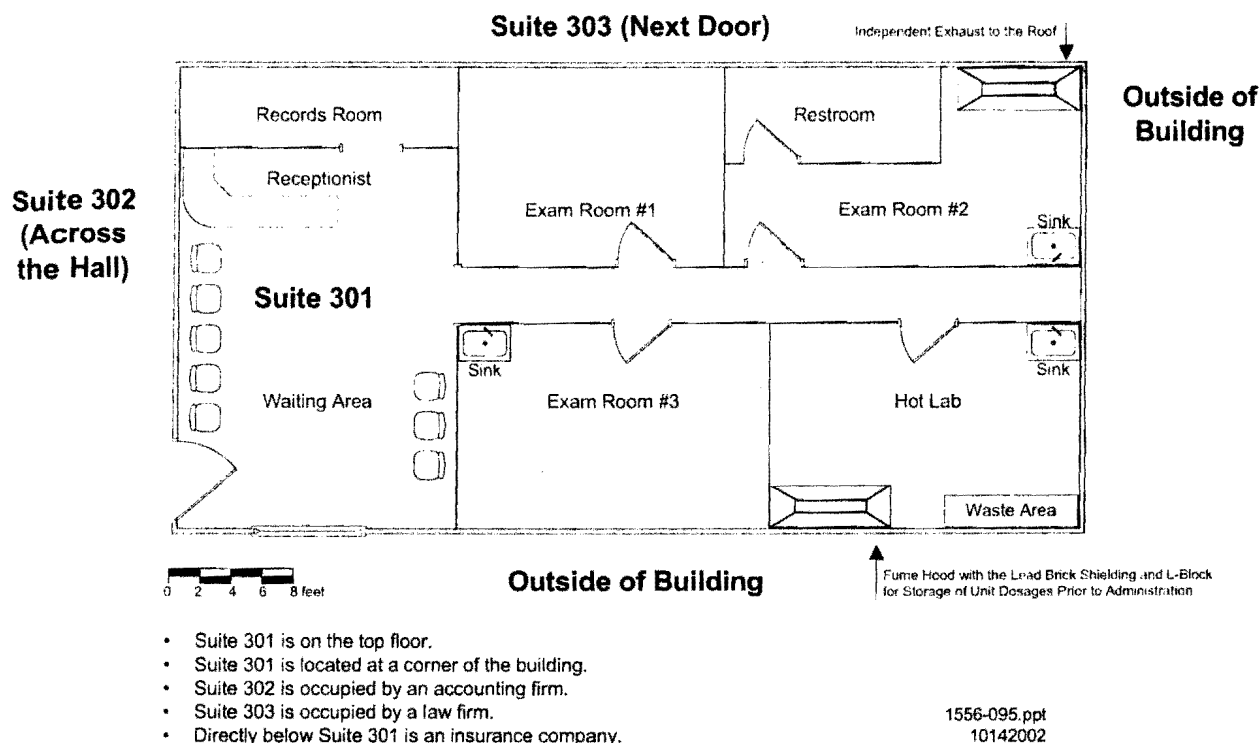 Suite 303 (Next Door)
Independent Exhaust to the Roof
Outside of
Building
Records Room
Restroom
Receptionist
Suite 302
(Across
the Hall)
Exam Room #1
Exam Room #2
Sink
Suite 301
Sink
Sink
Waiting Area
Exam Room #3
Hot Lab
Waste Area
0 2 4 6 8 feet
Outside of Building
Fume Hood with the Lead Brick Shielding and L-Block
for Storage of Unit Dosages Prior to Administration
• Suite 301 is on the top floor.
• Suite 301 is located at a corner of the building.
• Suite 302 is occupied by an accounting firm.
• Suite 303 is occupied by a law firm.
• Directly below Suite 301 is an insurance company.
1556-095.ppt
10142002